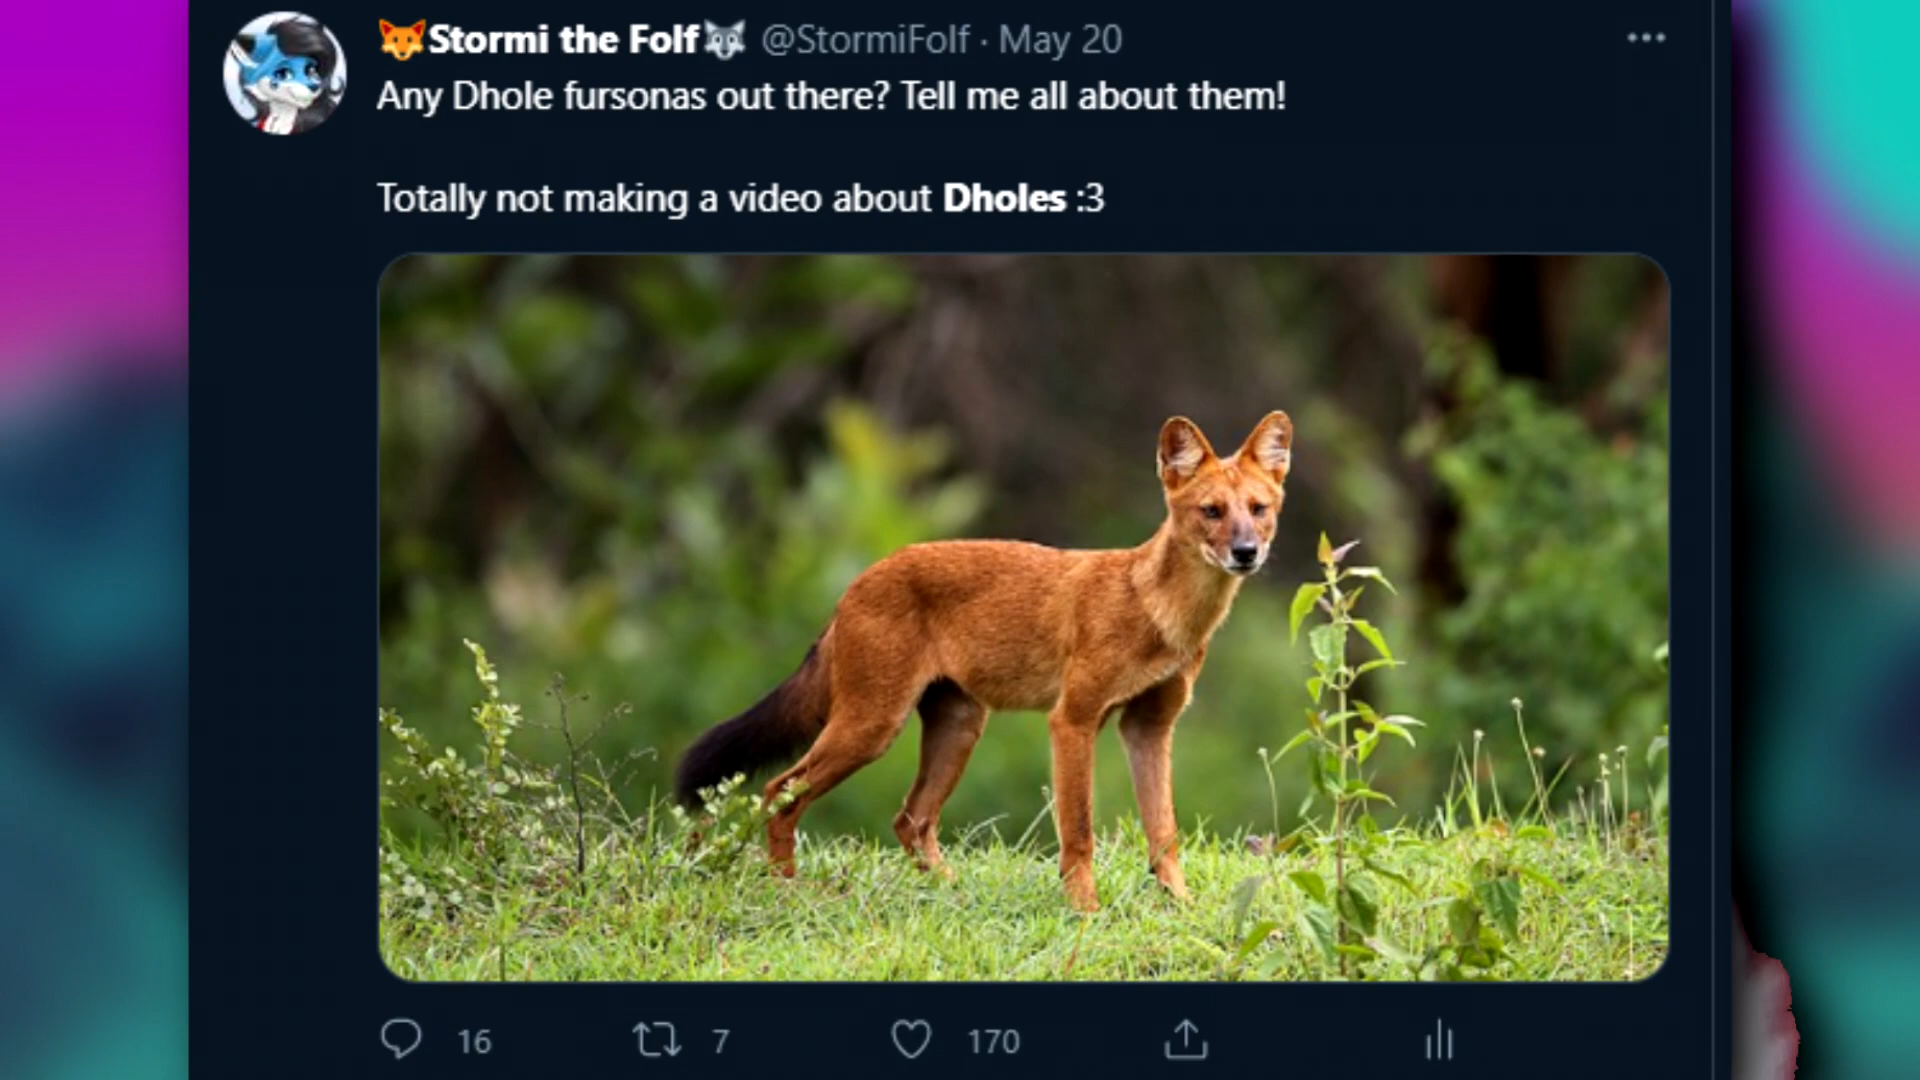 🦊Stormi the Folf🐺 @StormiFolf · May 20
Any Dhole fursonas out there? Tell me all about them!
Totally not making a video about Dholes :3
16 7 170